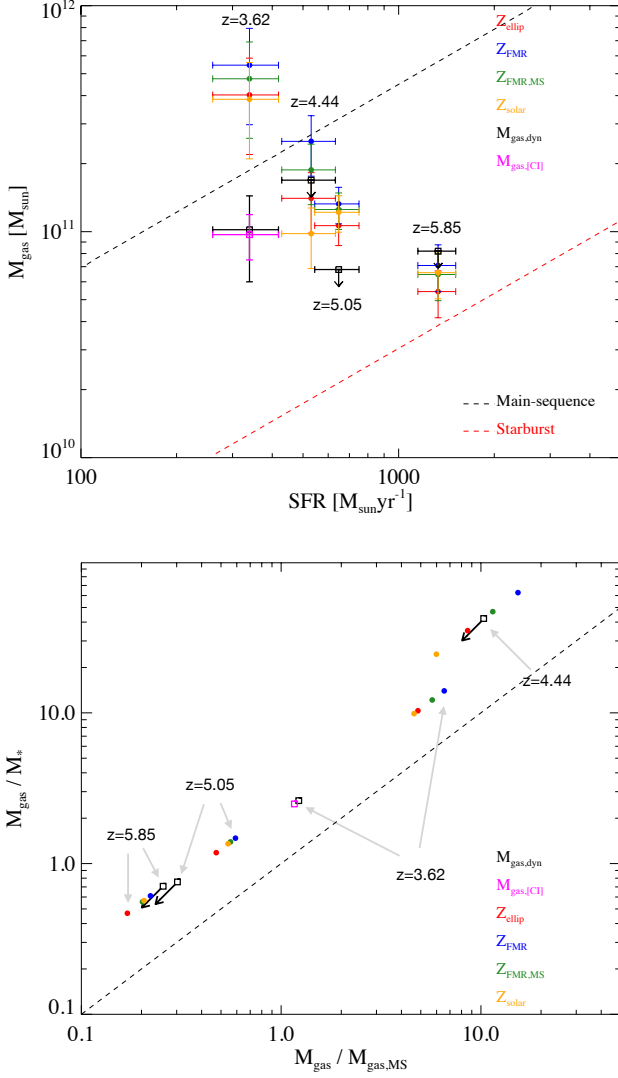 10¹²
z=3.62
Z_ellip
Z_FMR
z=4.44
Z_FMR,MS
Z_solar
M_gas,dyn
M_gas,[CI]
M_gas [M_sun]
10¹¹
z=5.85
z=5.05
Main-sequence
Starburst
10¹⁰
100
1000
SFR [M_sun yr⁻¹]
z=4.44
10.0
M_gas / M_*
z=5.05
z=5.85
1.0
z=3.62
M_gas,dyn
M_gas,[CI]
Z_ellip
Z_FMR
Z_FMR,MS
Z_solar
0.1
0.1
1.0
10.0
M_gas / M_gas,MS